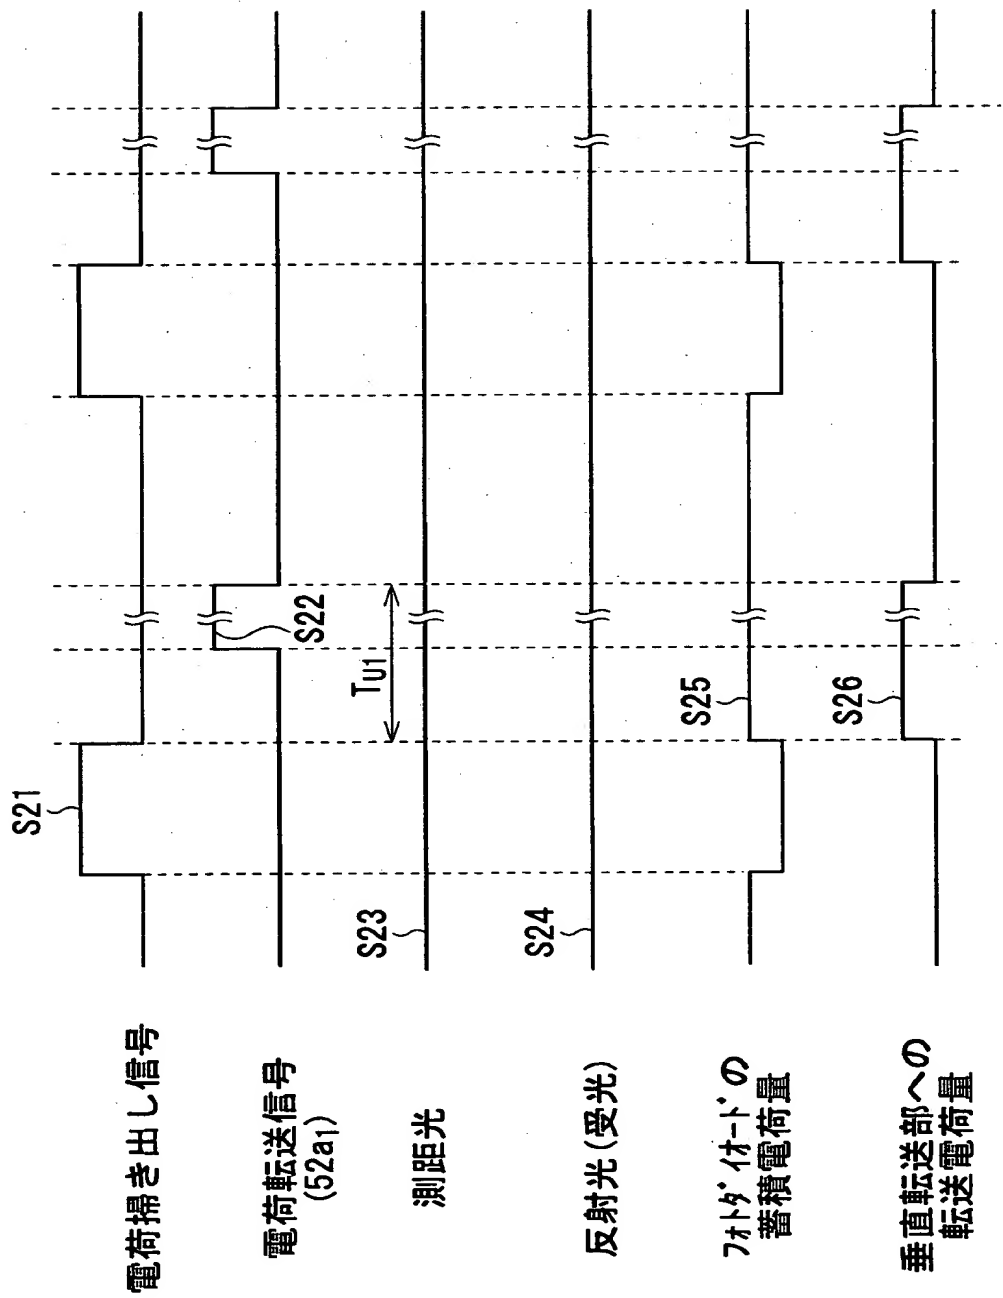 電荷掃き出し信号
S21
電荷転送信号
(52a1)
S22
TU1
測距光
S23
反射光(受光)
S24
フォトダイオードの
蓄積電荷量
S25
垂直転送部への
転送電荷量
S26